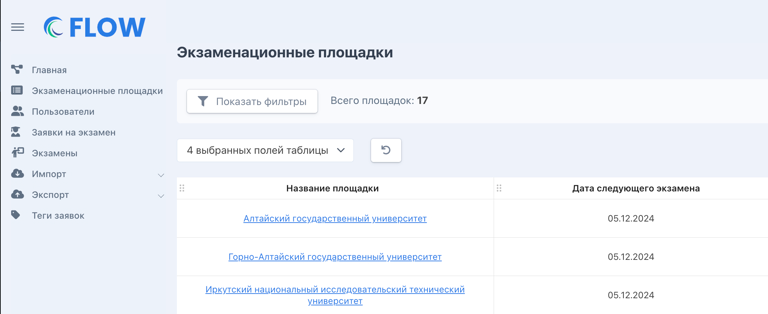 FLOW
Главная
Экзаменационные площадки
Пользователи
Заявки на экзамен
Экзамены
Импорт
Экспорт
Теги заявок
Экзаменационные площадки
Показать фильтры
Всего площадок: 17
4 выбранных полей таблицы
Название площадки
Дата следующего экзамена
Алтайский государственный университет
05.12.2024
Горно-Алтайский государственный университет
05.12.2024
Иркутский национальный исследовательский технический
университет
05.12.2024